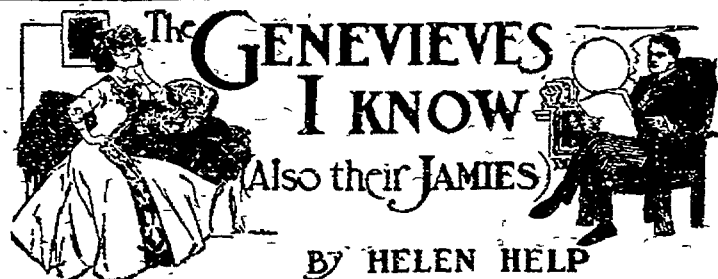 The GENEVIEVES
I KNOW
(Also their JAMIES)
By HELEN HELP